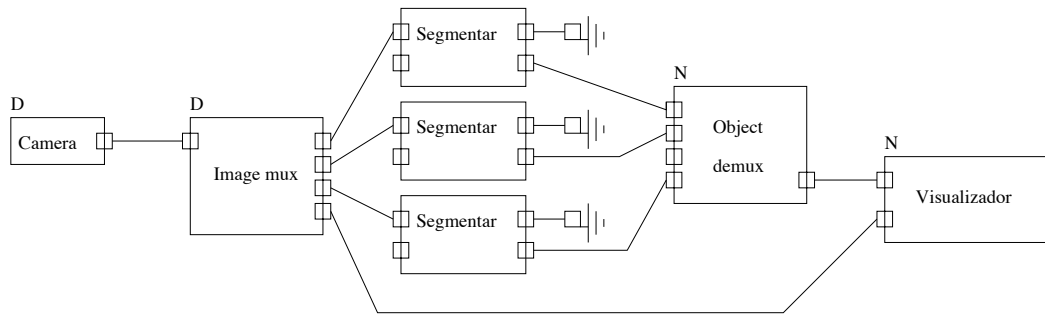 D
Camera
D
Image mux
Segmentar
Segmentar
Segmentar
N
Object
demux
N
Visualizador